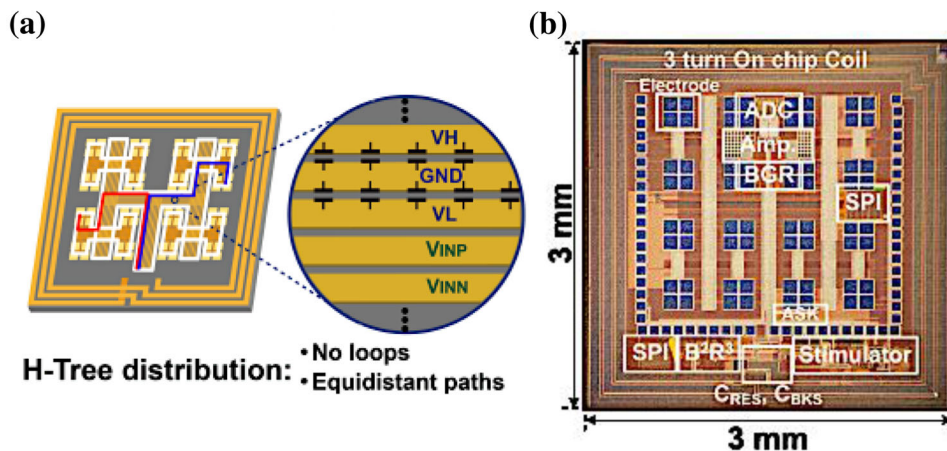 (a)
VH
GND
VL
VINP
VINN
H-Tree distribution:
• No loops
• Equidistant paths
(b)
3 turn On chip Coil
Electrode
ADC
Amp.
BGR
SPI
ASK
SPI
B²R³
Stimulator
CRES, CBKS
3 mm
3 mm